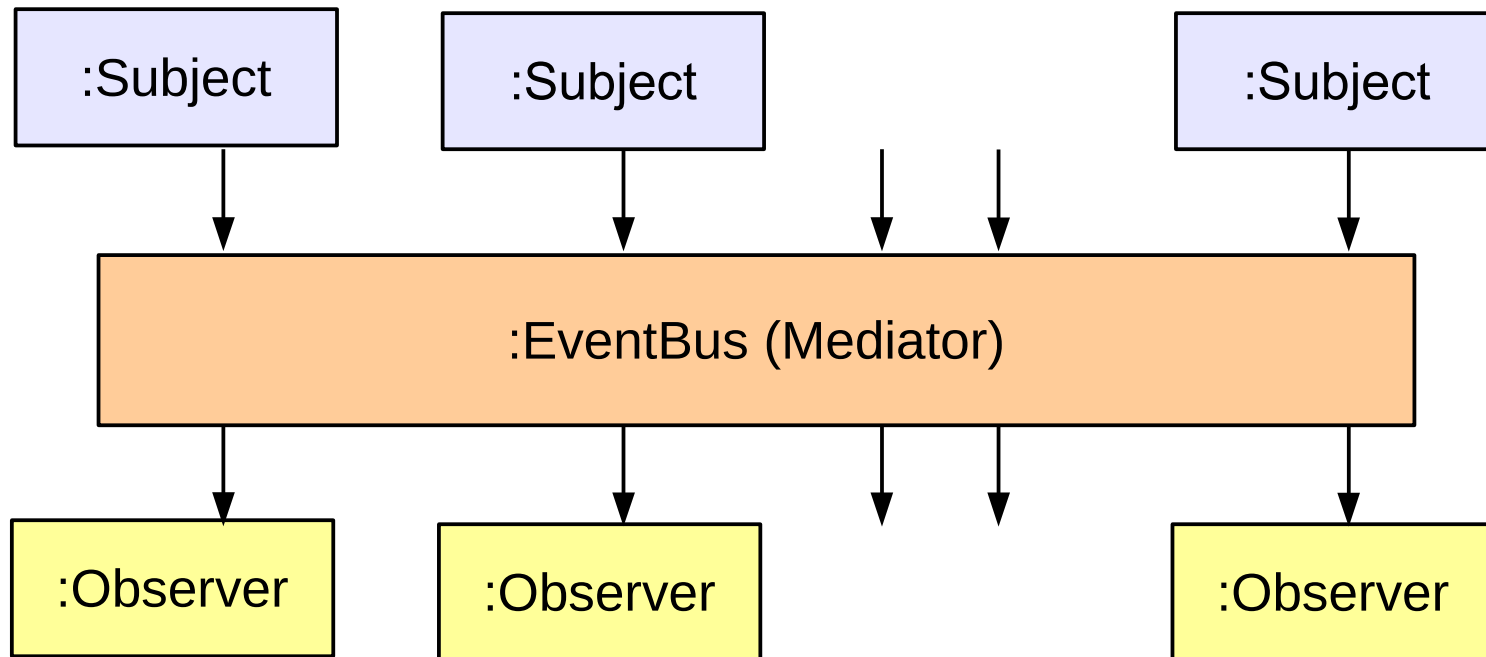 :Subject
:Subject
:Subject
:EventBus (Mediator)
:Observer
:Observer
:Observer